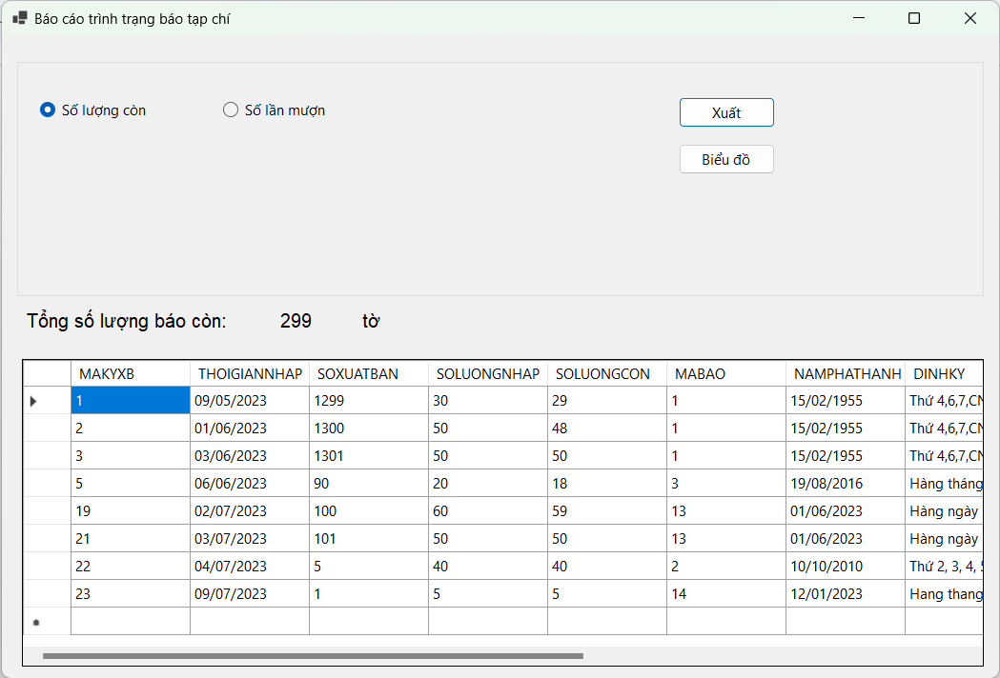 Báo cáo trình trạng báo tạp chí
Số lượng còn Số lần mượn Xuất
Biểu đồ
Tổng số lượng báo còn: 299 tờ
MAKYXB THOIGIANNHAP SOXUATBAN SOLUONGNHAP SOLUONGCON MABAO NAMPHATHANH DINHKY
1 09/05/2023 1299 30 29 1 15/02/1955 Thứ 4,6,7,CN
2 01/06/2023 1300 50 48 1 15/02/1955 Thứ 4,6,7,CN
3 03/06/2023 1301 50 50 1 15/02/1955 Thứ 4,6,7,CN
5 06/06/2023 90 20 18 3 19/08/2016 Hàng tháng
19 02/07/2023 100 60 59 13 01/06/2023 Hàng ngày
21 03/07/2023 101 50 50 13 01/06/2023 Hàng ngày
22 04/07/2023 5 40 40 2 10/10/2010 Thứ 2, 3, 4, 5
23 09/07/2023 1 5 5 14 12/01/2023 Hang thang